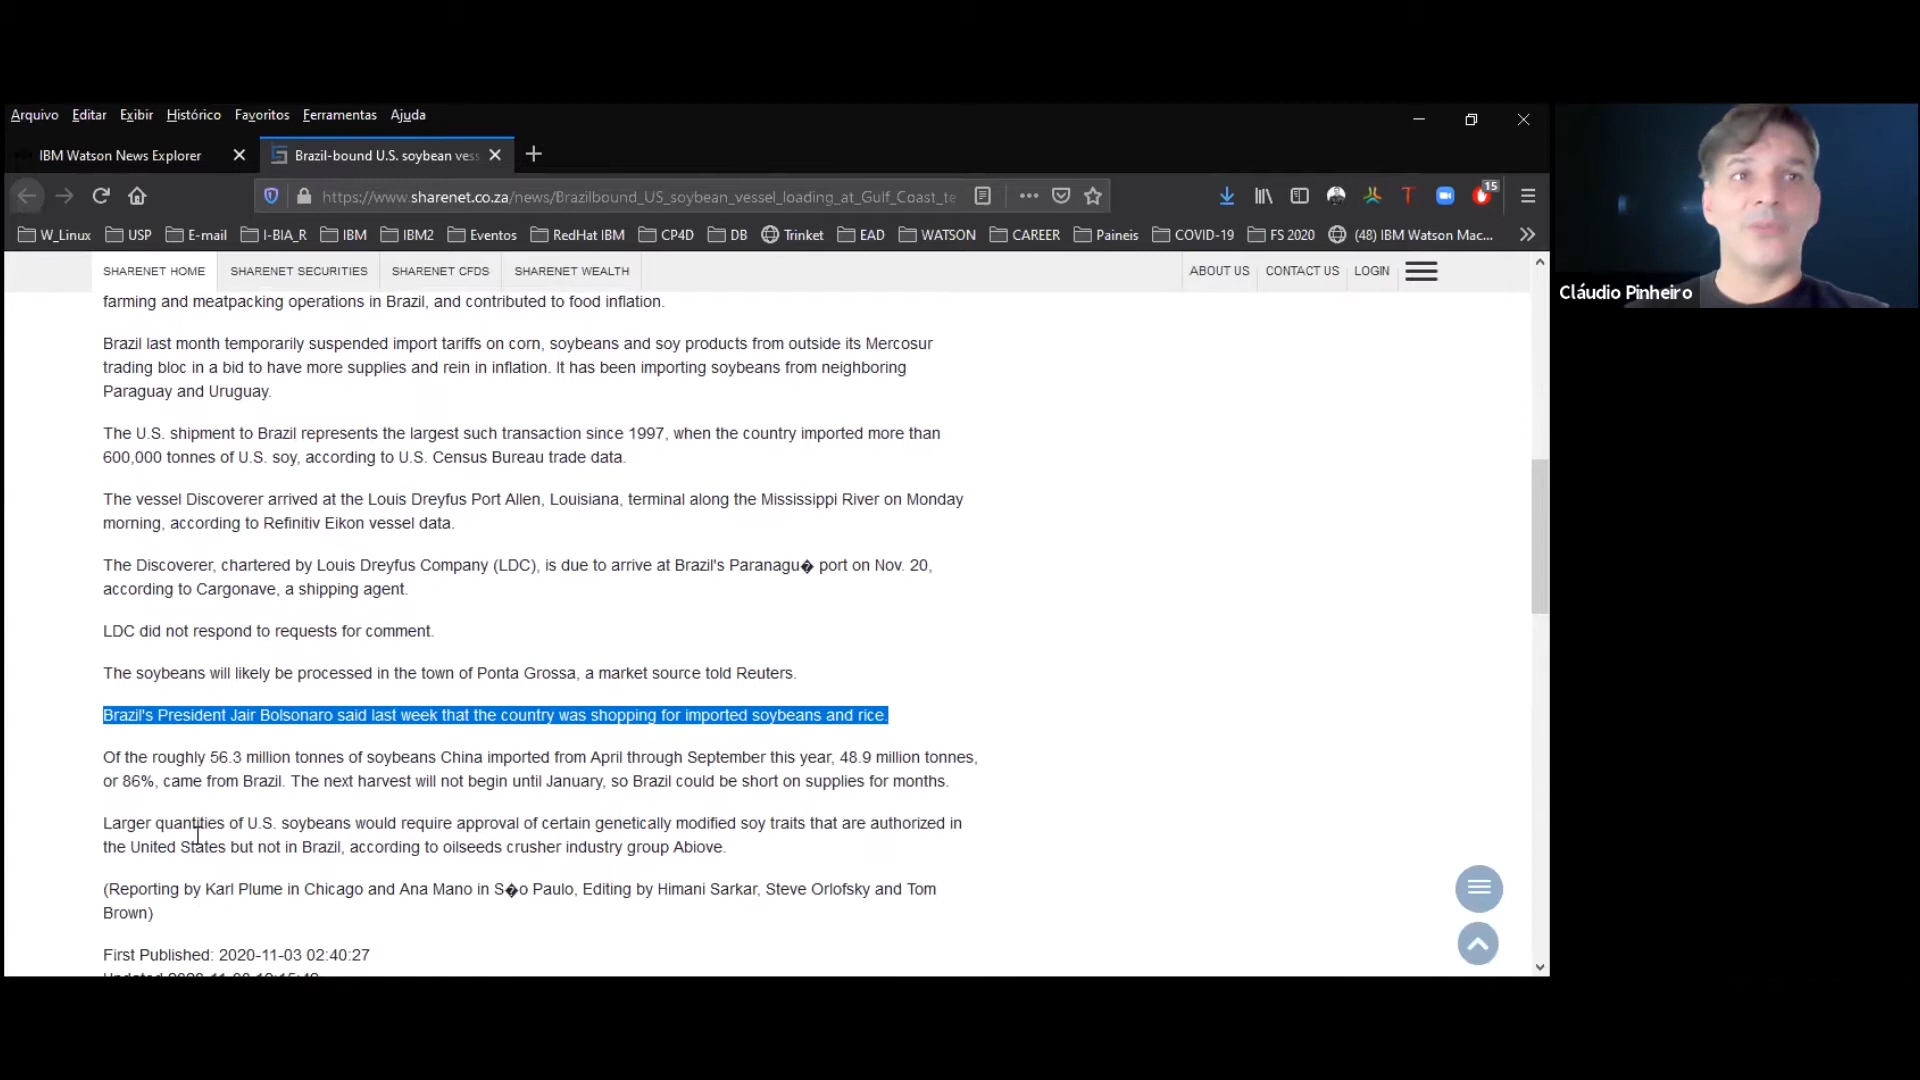 Arquivo Editar Exibir Histórico Favoritos Ferramentas Ajuda
IBM Watson News Explorer
Brazil-bound U.S. soybean vess
https://www.sharenet.co.za/news/Brazilbound_US_soybean_vessel_loading_at_Gulf_Coast_te
15
W_Linux USP E-mail I-BIA_R IBM IBM2 Eventos RedHat IBM CP4D DB Trinket EAD WATSON CAREER Paineis COVID-19 FS 2020 (48) IBM Watson Mac...
SHARENET HOME SHARENET SECURITIES SHARENET CFDS SHARENET WEALTH ABOUT US CONTACT US LOGIN
Cláudio Pinheiro
farming and meatpacking operations in Brazil, and contributed to food inflation.
Brazil last month temporarily suspended import tariffs on corn, soybeans and soy products from outside its Mercosur
trading bloc in a bid to have more supplies and rein in inflation. It has been importing soybeans from neighboring
Paraguay and Uruguay.
The U.S. shipment to Brazil represents the largest such transaction since 1997, when the country imported more than
600,000 tonnes of U.S. soy, according to U.S. Census Bureau trade data.
The vessel Discoverer arrived at the Louis Dreyfus Port Allen, Louisiana, terminal along the Mississippi River on Monday
morning, according to Refinitiv Eikon vessel data.
The Discoverer, chartered by Louis Dreyfus Company (LDC), is due to arrive at Brazil's Paranagu� port on Nov. 20,
according to Cargonave, a shipping agent.
LDC did not respond to requests for comment.
The soybeans will likely be processed in the town of Ponta Grossa, a market source told Reuters.
Brazil's President Jair Bolsonaro said last week that the country was shopping for imported soybeans and rice.
Of the roughly 56.3 million tonnes of soybeans China imported from April through September this year, 48.9 million tonnes,
or 86%, came from Brazil. The next harvest will not begin until January, so Brazil could be short on supplies for months.
Larger quantities of U.S. soybeans would require approval of certain genetically modified soy traits that are authorized in
the United States but not in Brazil, according to oilseeds crusher industry group Abiove.
(Reporting by Karl Plume in Chicago and Ana Mano in S�o Paulo, Editing by Himani Sarkar, Steve Orlofsky and Tom
Brown)
First Published: 2020-11-03 02:40:27